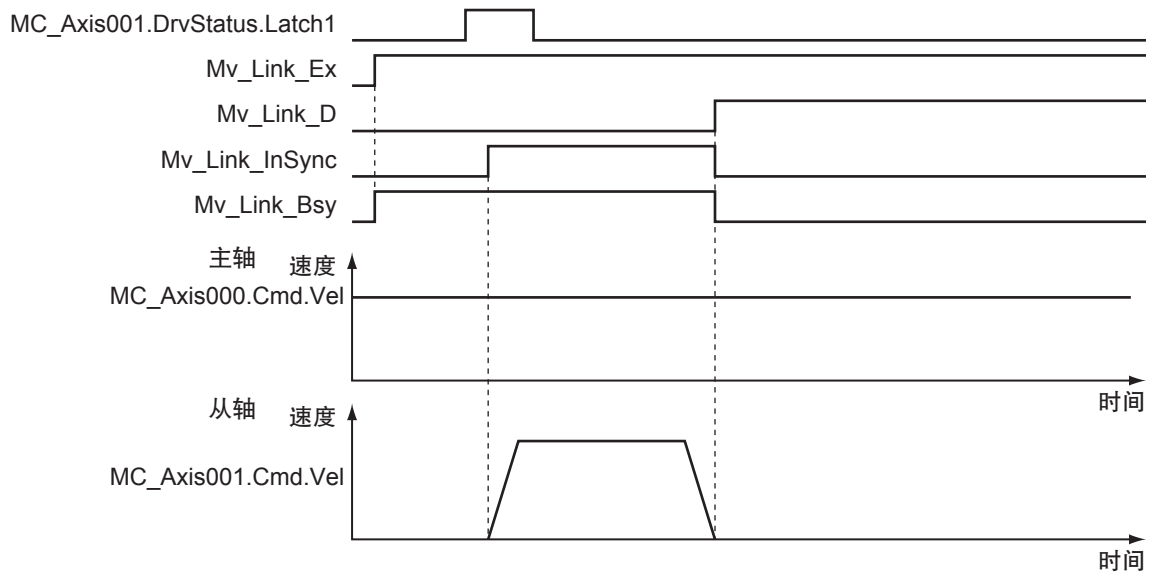 MC_Axis001.DrvStatus.Latch1
Mv_Link_Ex
Mv_Link_D
Mv_Link_InSync
Mv_Link_Bsy
主轴 速度
MC_Axis000.Cmd.Vel
时间
从轴 速度
MC_Axis001.Cmd.Vel
时间